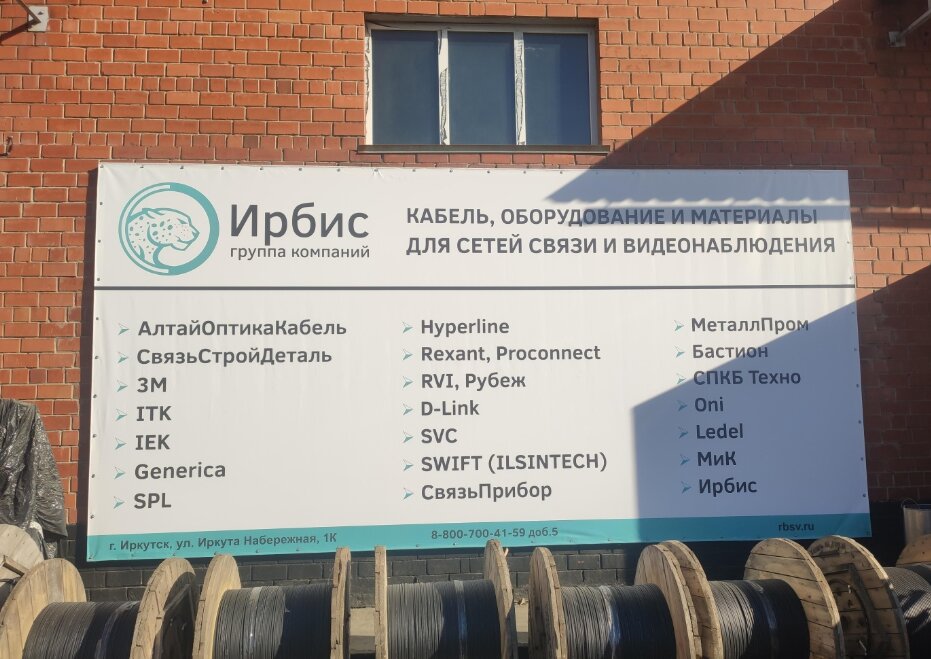 Ирбис
группа компаний
КАБЕЛЬ, ОБОРУДОВАНИЕ И МАТЕРИАЛЫ
ДЛЯ СЕТЕЙ СВЯЗИ И ВИДЕОНАБЛЮДЕНИЯ
АлтайОптикаКабель
СвязьСтройДеталь
3М
ITK
IEK
Generica
SPL
Hyperline
Rexant, Proconnect
RVI, Рубеж
D-Link
SVC
SWIFT (ILSINTECH)
СвязьПрибор
МеталлПром
Бастион
СПКБ Техно
Oni
Ledel
МиК
Ирбис
г. Иркутск, ул. Иркута Набережная, 1К
8-800-700-41-59 доб.5
rbsv.ru